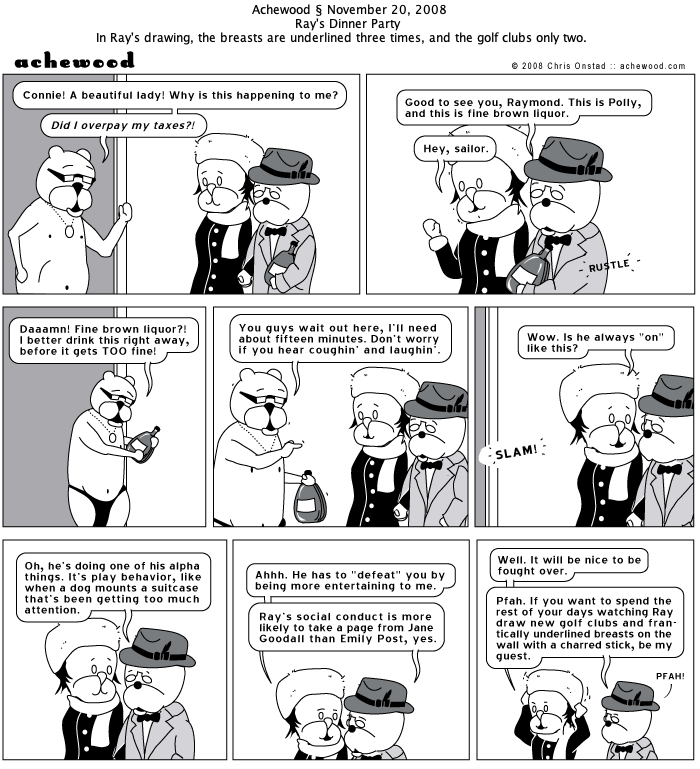 Achewood § November 20, 2008
Ray's Dinner Party
In Ray's drawing, the breasts are underlined three times, and the golf clubs only two.
achewood
© 2008 Chris Onstad :: achewood.com
Connie! A beautiful lady! Why is this happening to me?
Did I overpay my taxes?!
Good to see you, Raymond. This is Polly,
and this is fine brown liquor.
Hey, sailor.
RUSTLE
Daaamn! Fine brown liquor?!
I better drink this right away,
before it gets TOO fine!
You guys wait out here, I'll need
about fifteen minutes. Don't worry
if you hear coughin' and laughin'.
Wow. Is he always "on"
like this?
SLAM!
Oh, he's doing one of his alpha
things. It's play behavior, like
when a dog mounts a suitcase
that's been getting too much
attention.
Ahhh. He has to "defeat" you by
being more entertaining to me.
Ray's social conduct is more
likely to take a page from Jane
Goodall than Emily Post, yes.
Well. It will be nice to be
fought over.
Pfah. If you want to spend the
rest of your days watching Ray
draw new golf clubs and fran-
tically underlined breasts on the
wall with a charred stick, be my
guest.
PFAH!